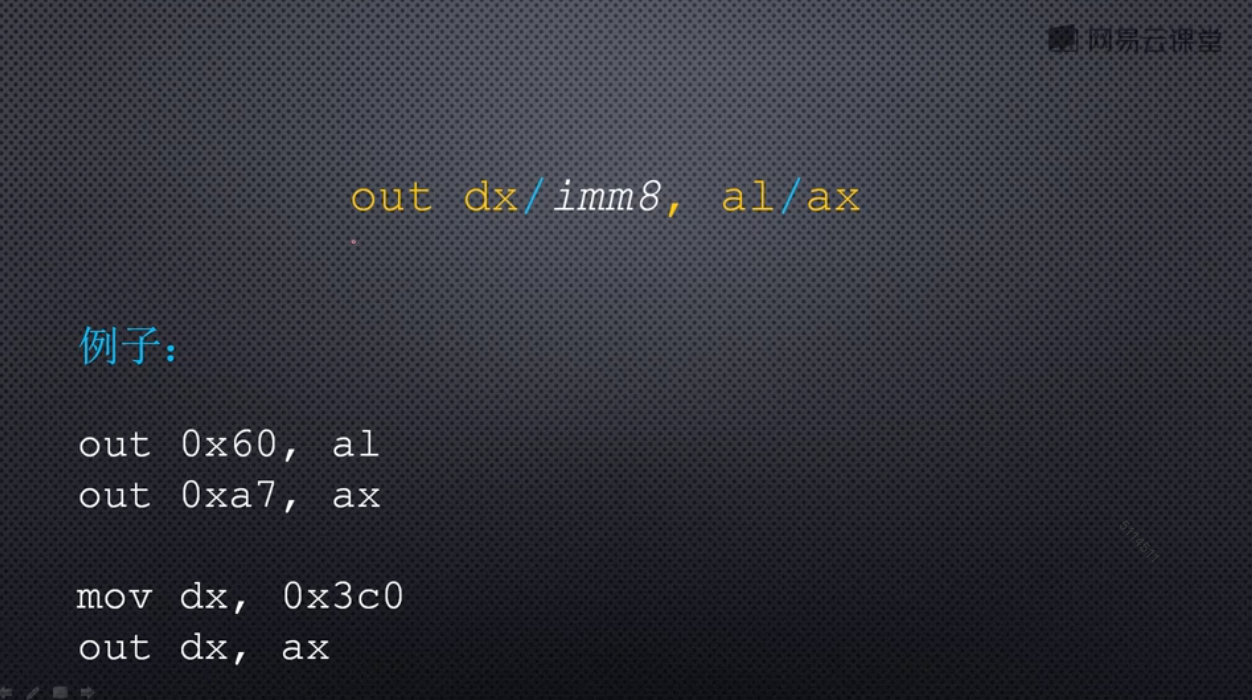 网易云课堂
out dx/imm8, al/ax
例子：
out 0x60, al
out 0xa7, ax
mov dx, 0x3c0
out dx, ax